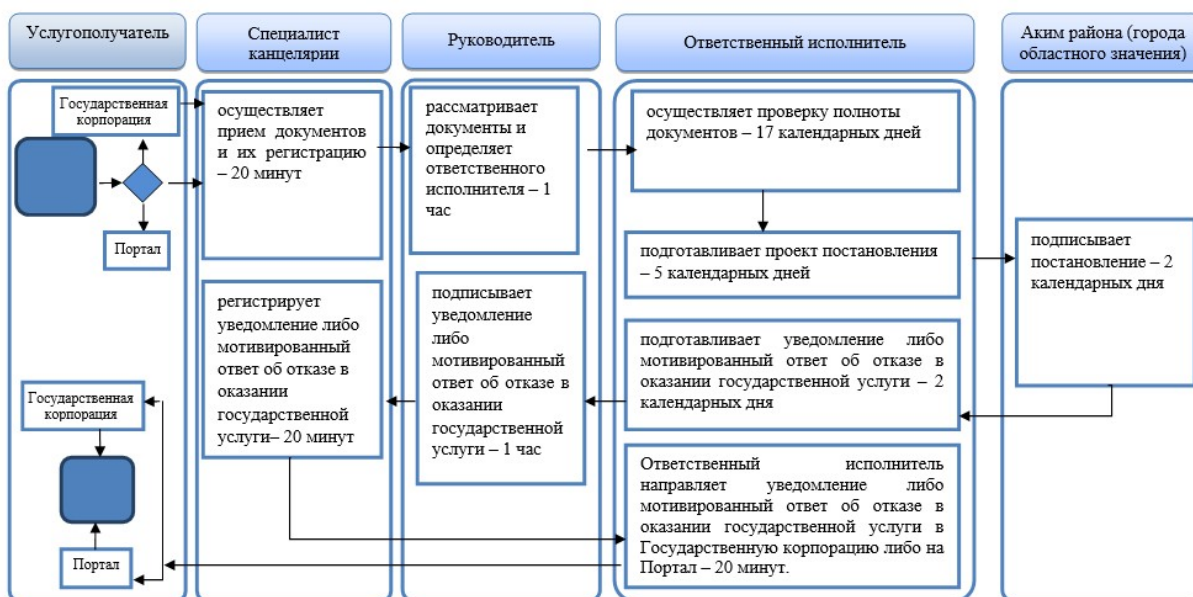 Услугополучатель
Специалист
канцелярии
Руководитель
Ответственный исполнитель
Аким района (города
областного значения)
Государственная
корпорация
Портал
осуществляет
прием документов
и их регистрацию
– 20 минут
рассматривает
документы и
определяет
ответственного
исполнителя – 1
час
осуществляет проверку полноты
документов – 17 календарных дней
подготавливает проект постановления
– 5 календарных дней
подписывает
постановление – 2
календарных дня
подготавливает уведомление либо
мотивированный ответ об отказе в
оказании государственной услуги – 2
календарных дня
подписывает
уведомление
либо
мотивированный
ответ об отказе в
оказании
государственной
услуги – 1 час
регистрирует
уведомление либо
мотивированный
ответ об отказе в
оказании
государственной
услуги– 20 минут
Ответственный исполнитель
направляет уведомление либо
мотивированный ответ об отказе в
оказании государственной услуги в
Государственную корпорацию либо на
Портал – 20 минут.
Государственная
корпорация
Портал